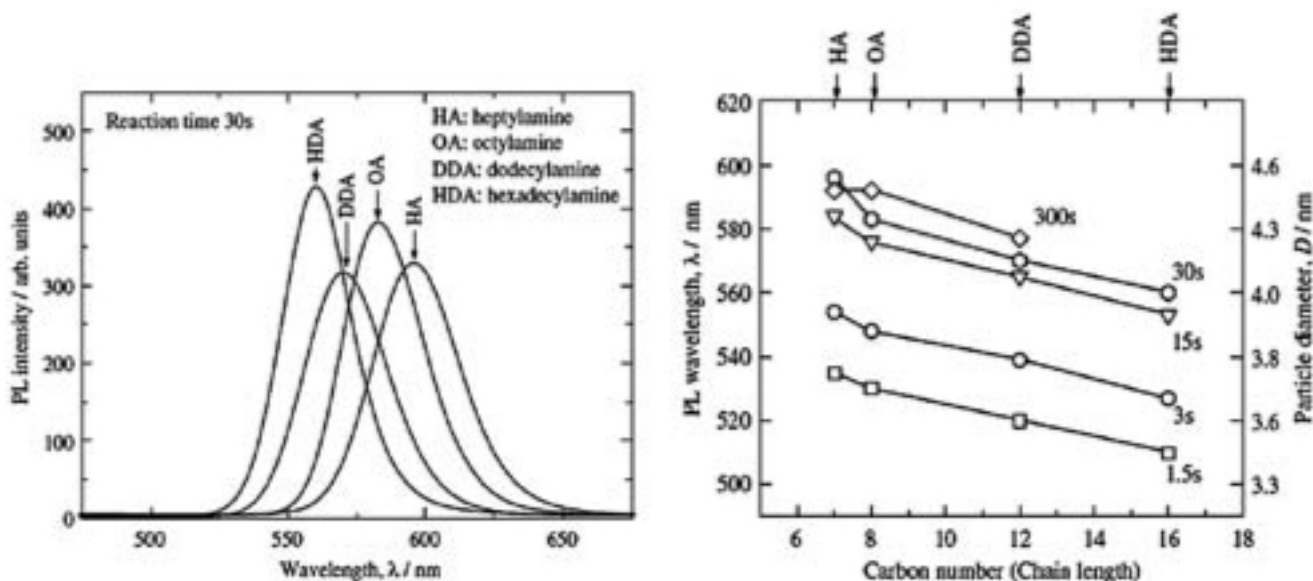 Reaction time 30s
HA: heptylamine
OA: octylamine
DDA: dodecylamine
HDA: hexadecylamine
HDA
DDA
OA
HA
PL intensity / arb. units
500
400
300
200
100
0
500
550
600
650
Wavelength, λ / nm
HA
OA
DDA
HDA
PL wavelength, λ / nm
620
600
580
560
540
520
500
300s
30s
15s
3s
1.5s
4.6
4.3
4.0
3.8
3.6
3.3
Particle diameter, D / nm
6
8
10
12
14
16
18
Carbon number (Chain length)